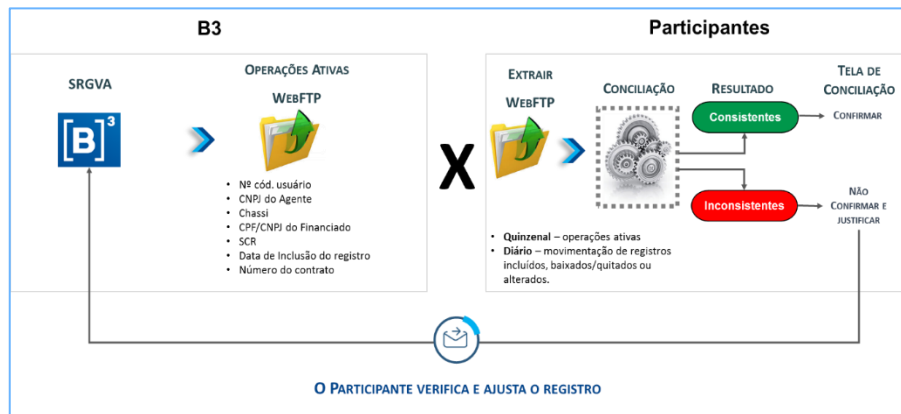 B3
Participantes
SRGVA
OPERAÇÕES ATIVAS
WEBFTP
[B]³
• Nº cód. usuário
• CNPJ do Agente
• Chassi
• CPF/CNPJ do Financiado
• SCR
• Data de Inclusão do registro
• Número do contrato
X
EXTRAIR
WEBFTP
CONCILIAÇÃO
RESULTADO
TELA DE
CONCILIAÇÃO
Consistentes
CONFIRMAR
Inconsistentes
NÃO
CONFIRMAR E
JUSTIFICAR
• Quinzenal – operações ativas
• Diário – movimentação de registros
incluídos, baixados/quitados ou
alterados.
O PARTICIPANTE VERIFICA E AJUSTA O REGISTRO